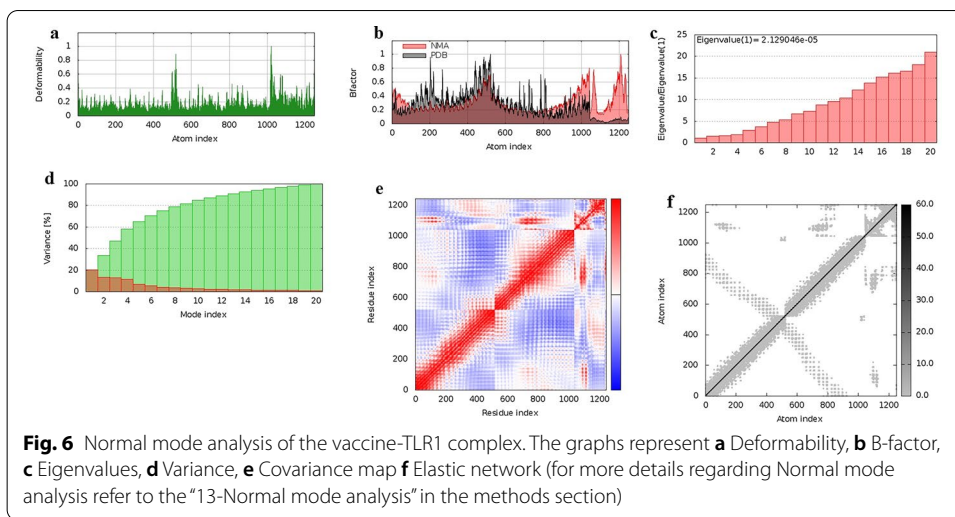 a
Deformability
1
0.8
0.6
0.4
0.2
0
0 200 400 600 800 1000 1200
Atom index
b
Bfactor
NMA
PDB
1
0.8
0.6
0.4
0.2
0
0 200 400 600 800 1000 1200
Atom index
c
Eigenvalue(1)= 2.129046e-05
Eigenvalue/Eigenvalue(1)
25
20
15
10
5
0
2 4 6 8 10 12 14 16 18 20
d
Variance [%]
100
80
60
40
20
0
2 4 6 8 10 12 14 16 18 20
Mode index
e
Residue index
1200
1000
800
600
400
200
0
0 200 400 600 800 1000 1200
Residue index
f
Atom index
1200
1000
800
600
400
200
0
0 200 400 600 800 1000 1200
Atom index
60.0
50.0
40.0
30.0
20.0
10.0
0.0
Fig. 6 Normal mode analysis of the vaccine-TLR1 complex. The graphs represent a Deformability, b B-factor,
c Eigenvalues, d Variance, e Covariance map f Elastic network (for more details regarding Normal mode
analysis refer to the “13-Normal mode analysis” in the methods section)